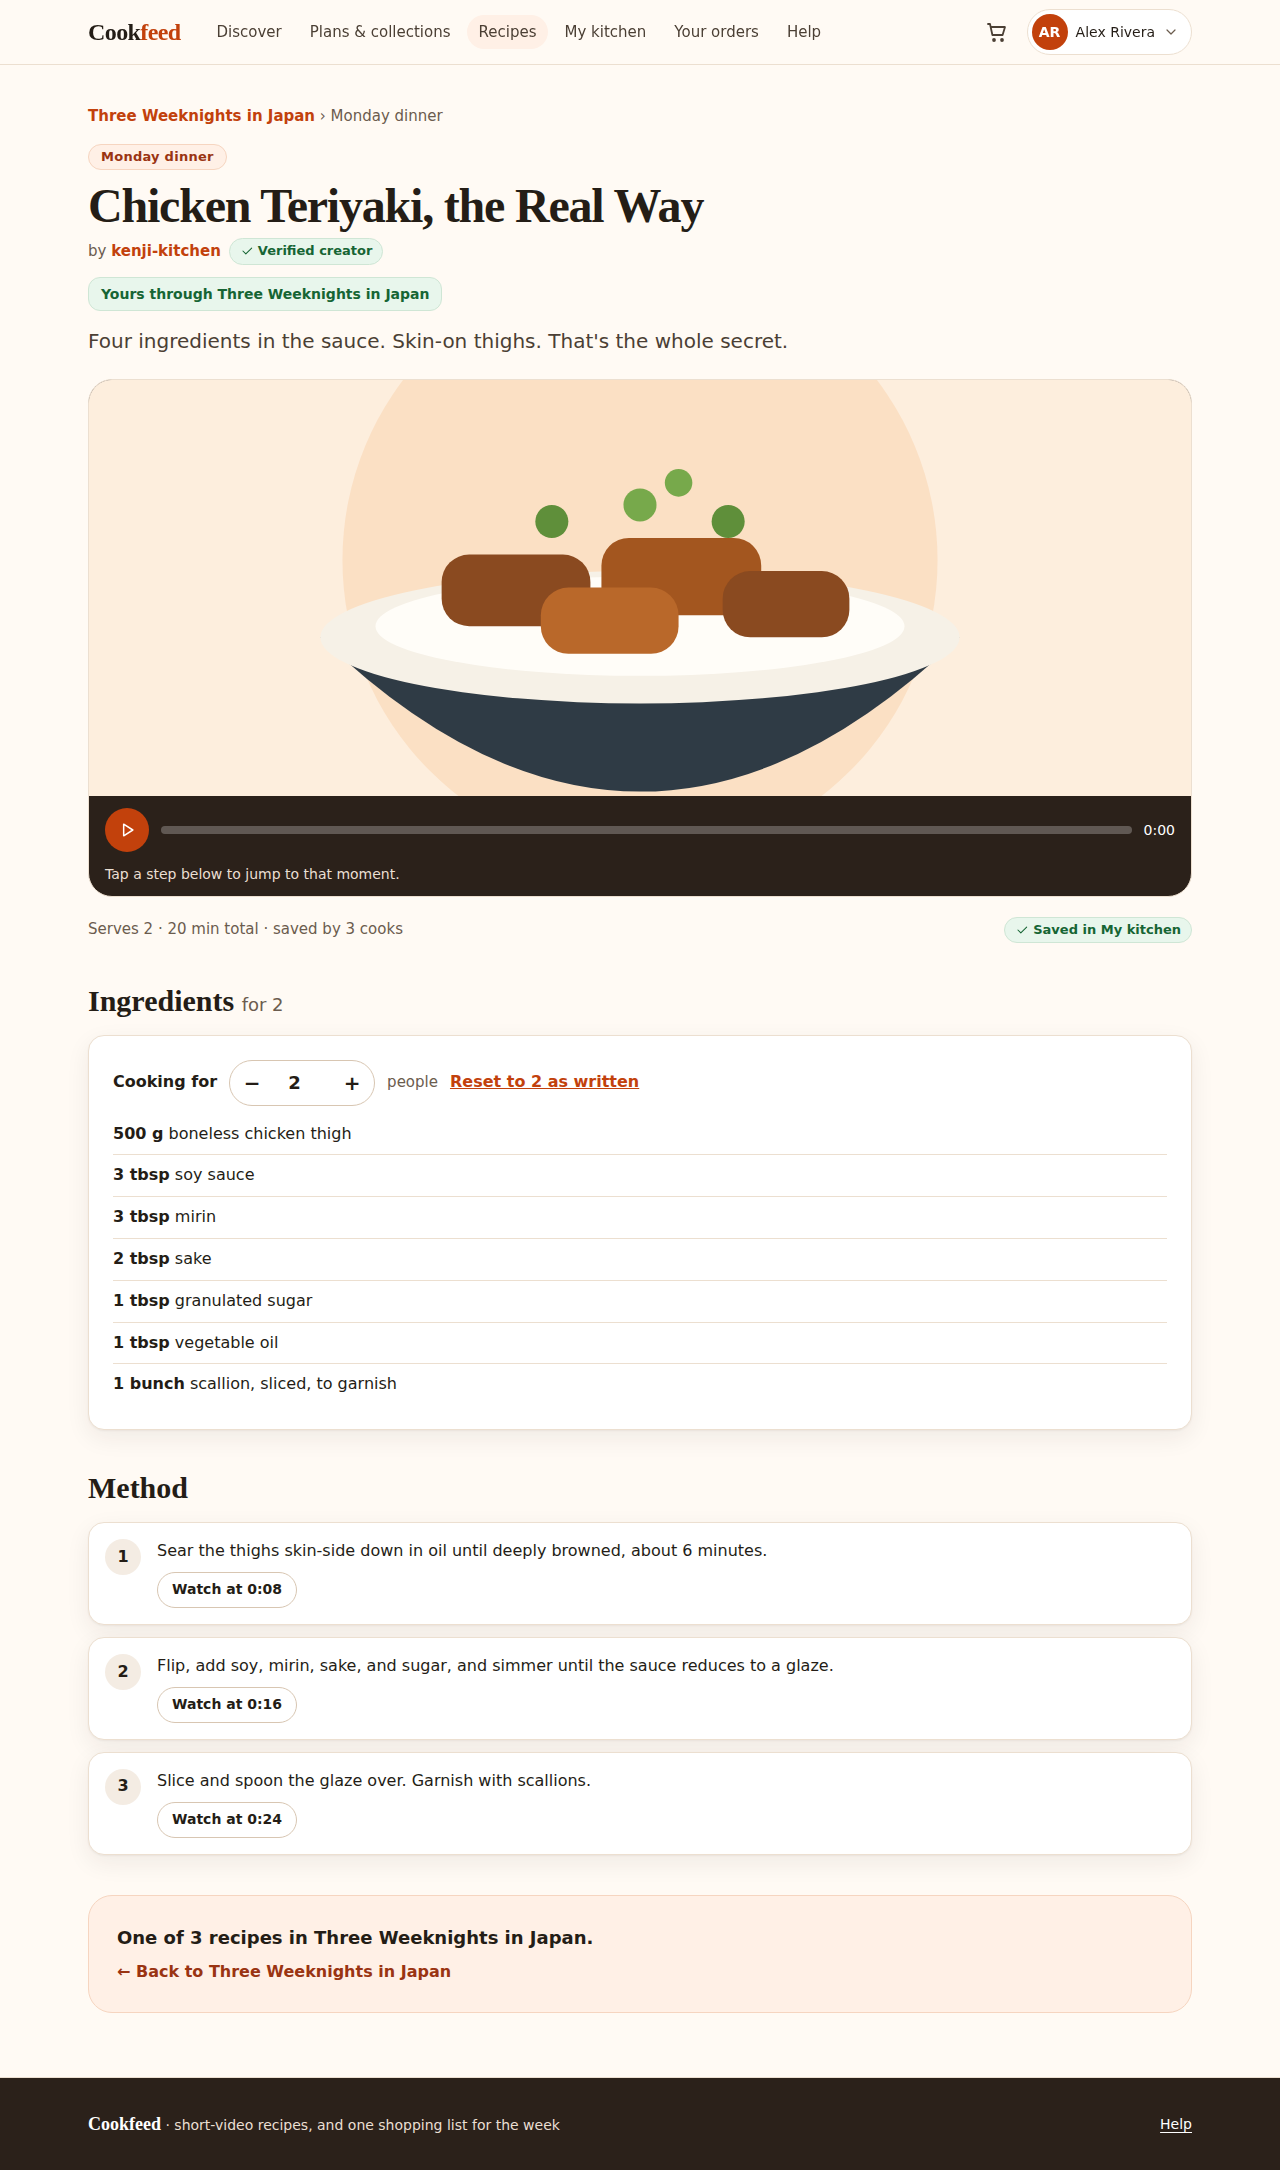 Cookfeed Discover Plans & collections Recipes My kitchen Your orders Help AR Alex Rivera
Three Weeknights in Japan › Monday dinner
Monday dinner
Chicken Teriyaki, the Real Way
by kenji-kitchen ✓ Verified creator
Yours through Three Weeknights in Japan
Four ingredients in the sauce. Skin-on thighs. That's the whole secret.
0:00
Tap a step below to jump to that moment.
Serves 2 · 20 min total · saved by 3 cooks ✓ Saved in My kitchen
Ingredients for 2
Cooking for − 2 + people Reset to 2 as written
500 g boneless chicken thigh
3 tbsp soy sauce
3 tbsp mirin
2 tbsp sake
1 tbsp granulated sugar
1 tbsp vegetable oil
1 bunch scallion, sliced, to garnish
Method
1 Sear the thighs skin-side down in oil until deeply browned, about 6 minutes.
Watch at 0:08
2 Flip, add soy, mirin, sake, and sugar, and simmer until the sauce reduces to a glaze.
Watch at 0:16
3 Slice and spoon the glaze over. Garnish with scallions.
Watch at 0:24
One of 3 recipes in Three Weeknights in Japan.
← Back to Three Weeknights in Japan
Cookfeed · short-video recipes, and one shopping list for the week Help